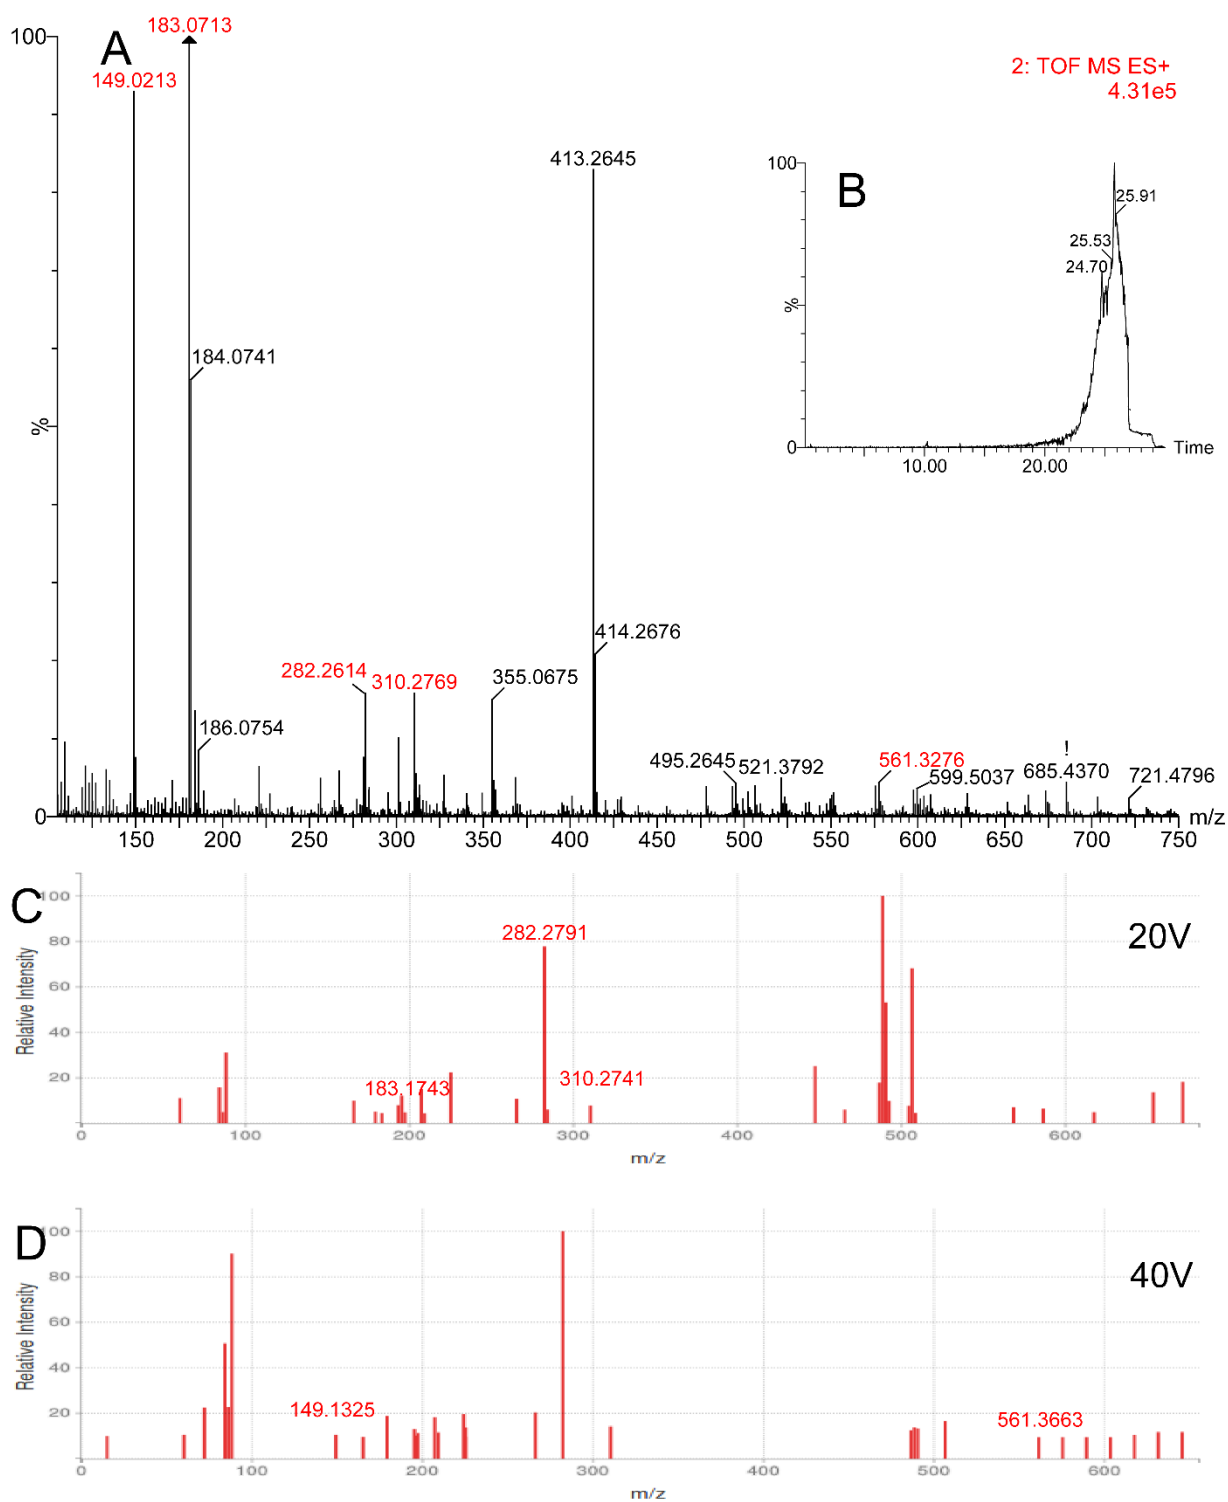 183.0713
100
A
149.0213
2: TOF MS ES+
4.31e5
413.2645
184.0741
%
414.2676
282.2614
310.2769
355.0675
186.0754
495.2645
521.3792
561.3276
599.5037
!
685.4370
721.4796
0
150 200 250 300 350 400 450 500 550 600 650 700 750
m/z
B
100
25.91
25.53
24.70
%
0
10.00 20.00
Time
C
20V
100
80
60
40
20
Relative Intensity
282.2791
183.1743
310.2741
0 100 200 300 400 500 600
m/z
D
40V
100
80
60
40
20
Relative Intensity
149.1325
561.3663
0 100 200 300 400 500 600
m/z